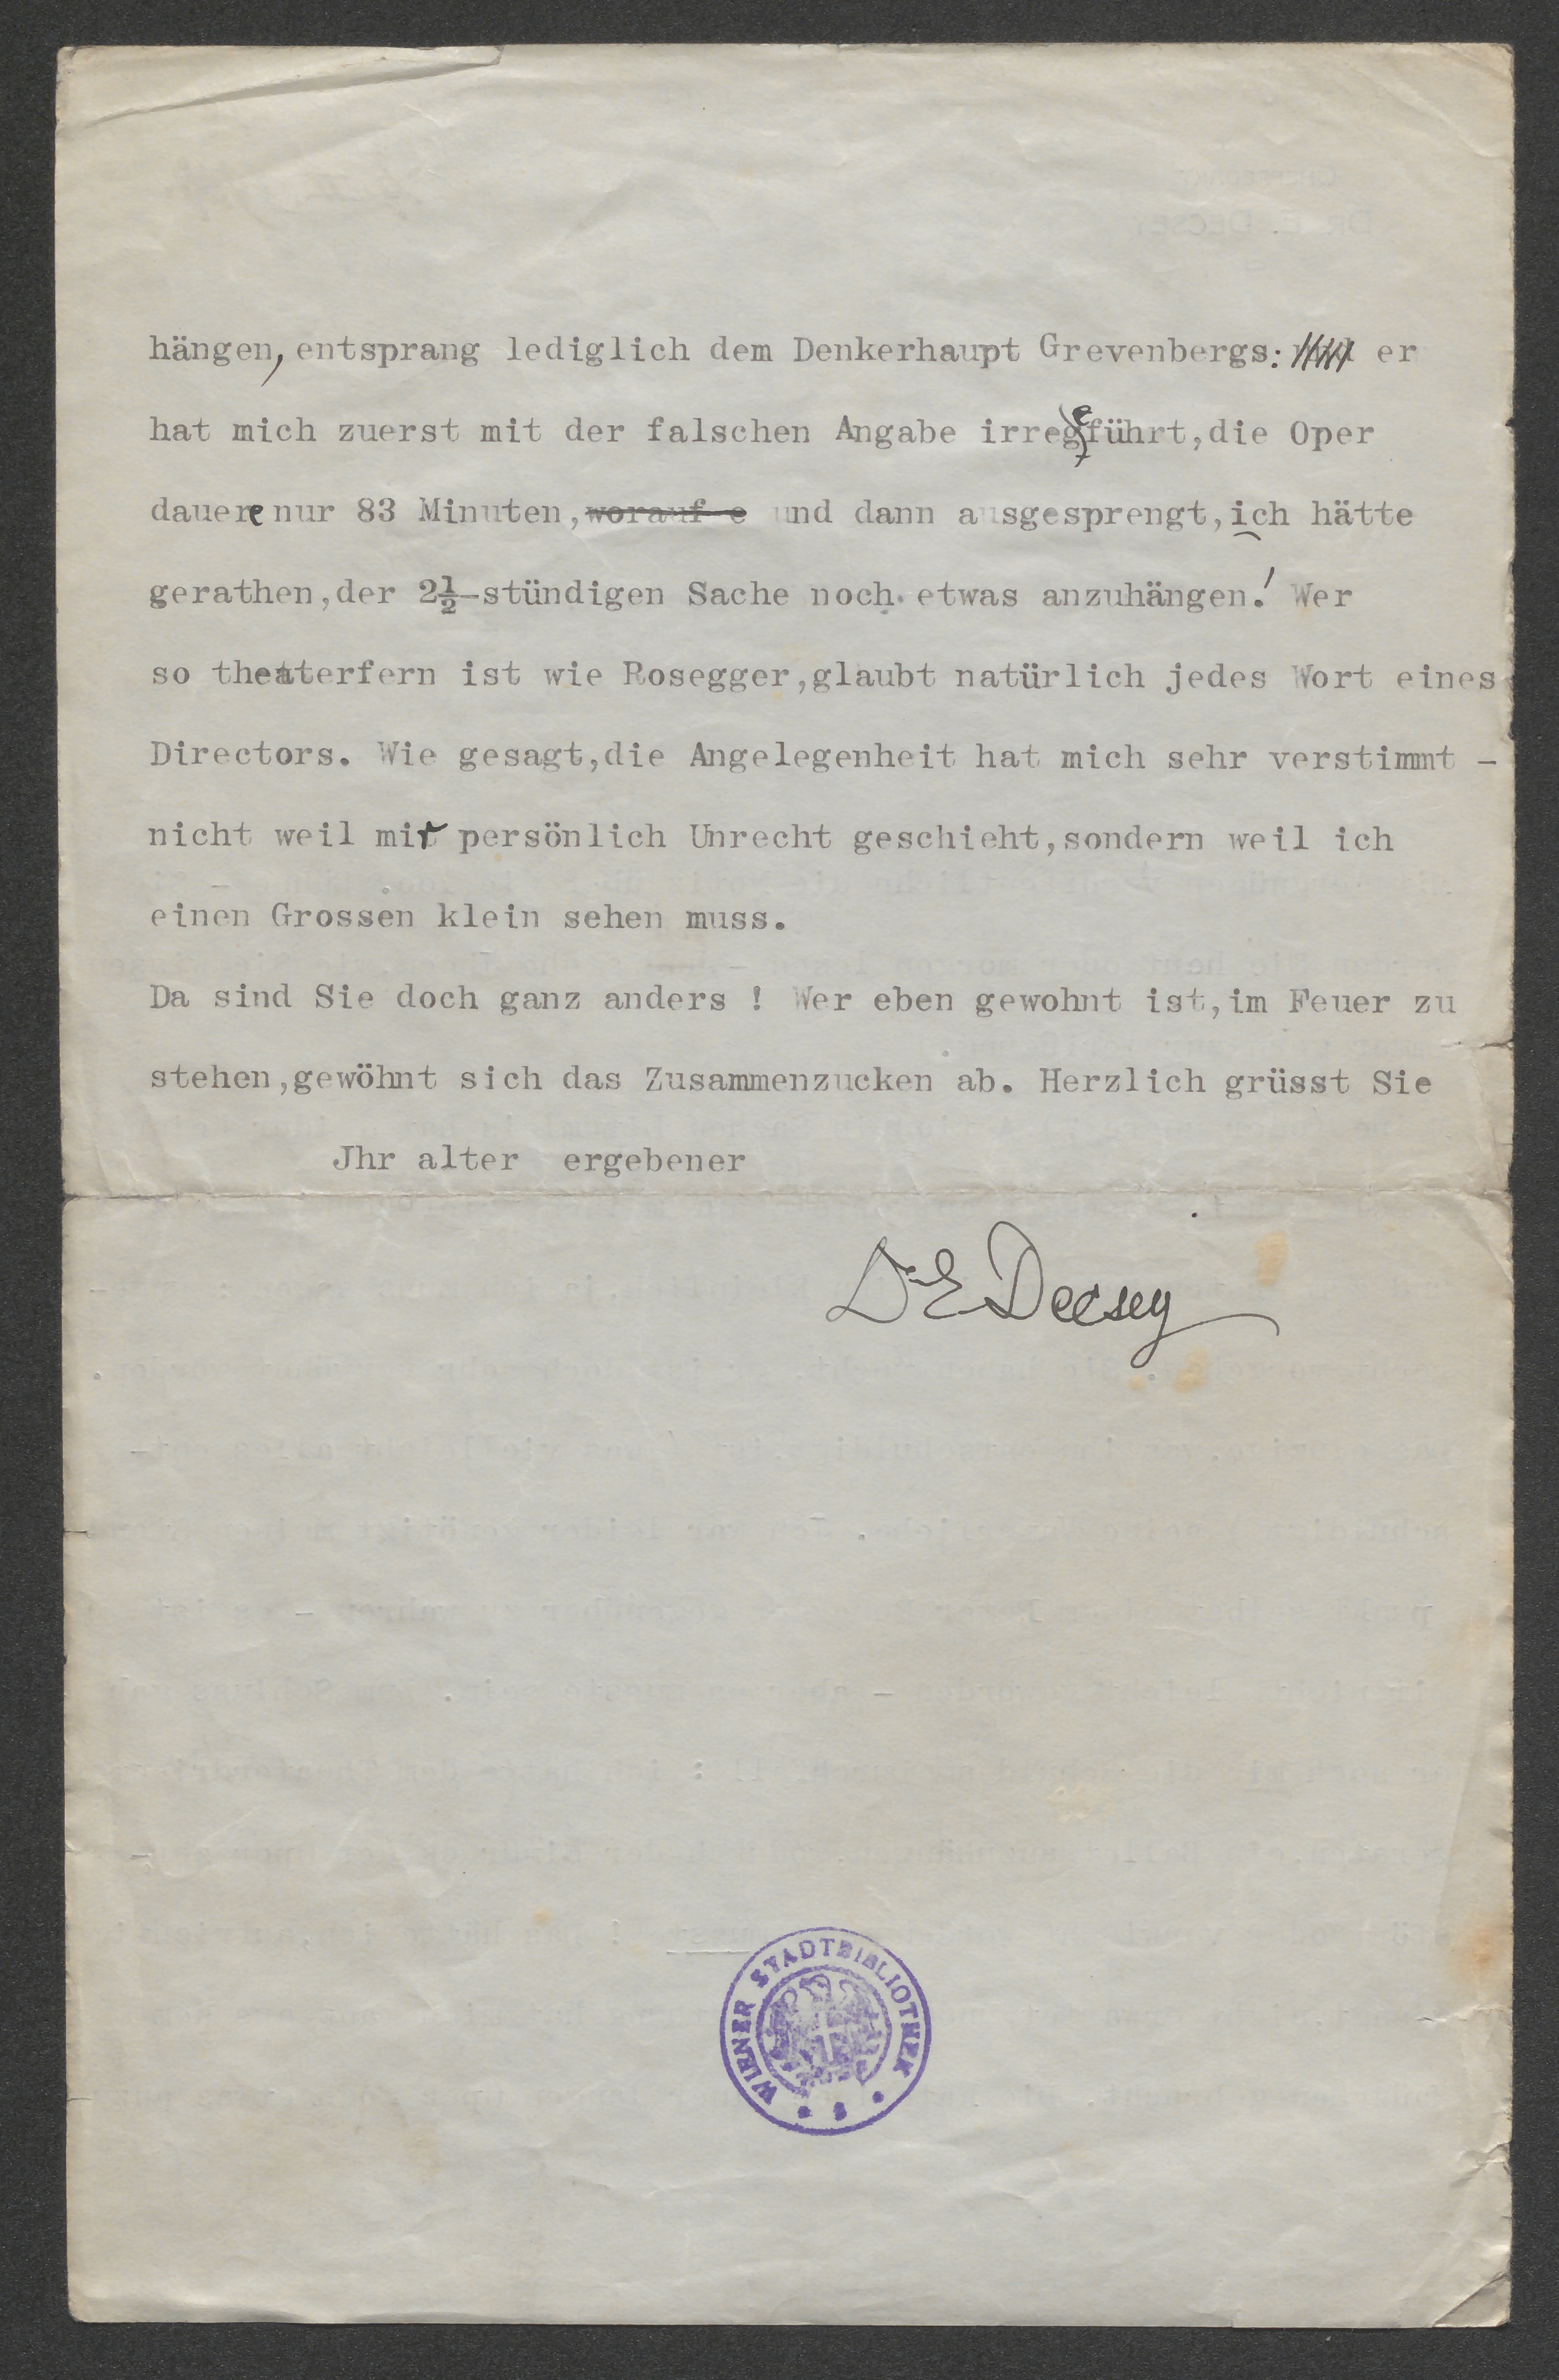 hängen, entsprang lediglich dem Denkerhaupt Grevenbergs: er
hat mich zuerst mit der falschen Angabe irregeführt,die Oper
dauere nur 83 Minuten,worauf e und dann ausgesprengt,ich hätte
gerathen,der 2½-stündigen Sache noch etwas anzuhängen! Wer
so theaterfern ist wie Rosegger,glaubt natürlich jedes Wort eines
Directors. Wie gesagt,die Angelegenheit hat mich sehr verstimmt -
nicht weil mir persönlich Unrecht geschieht,sondern weil ich
einen Grossen klein sehen muss.
Da sind Sie doch ganz anders ! Wer eben gewohnt ist,im Feuer zu
stehen,gewöhnt sich das Zusammenzucken ab. Herzlich grüsst Sie
Jhr alter ergebener
Dr E Decsey
WIENER STADTBIBLIOTHEK